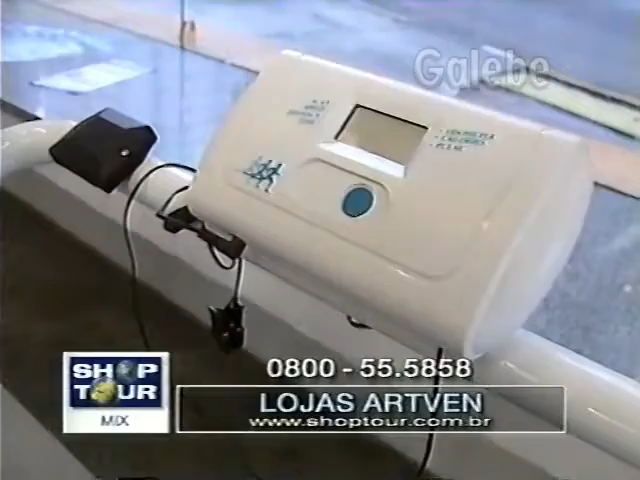 Galebe
0800 - 55.5858
SHOP
TOUR
MIX
LOJAS ARTVEN
www.shoptour.com.br